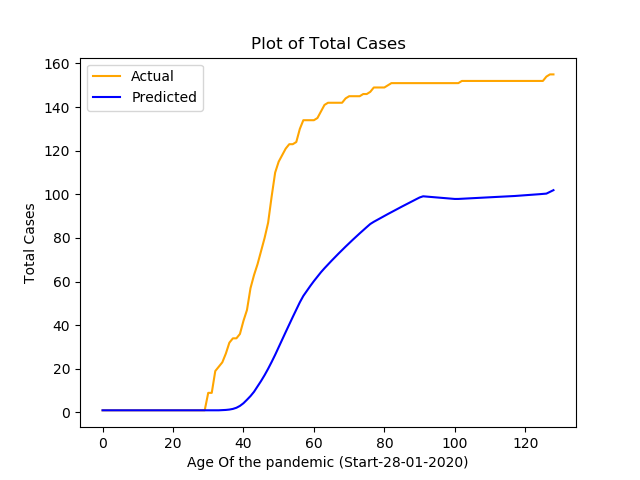 Plot of Total Cases
Actual
Predicted
160
140
120
100
80
60
40
20
0
Total Cases
0 20 40 60 80 100 120
Age Of the pandemic (Start-28-01-2020)